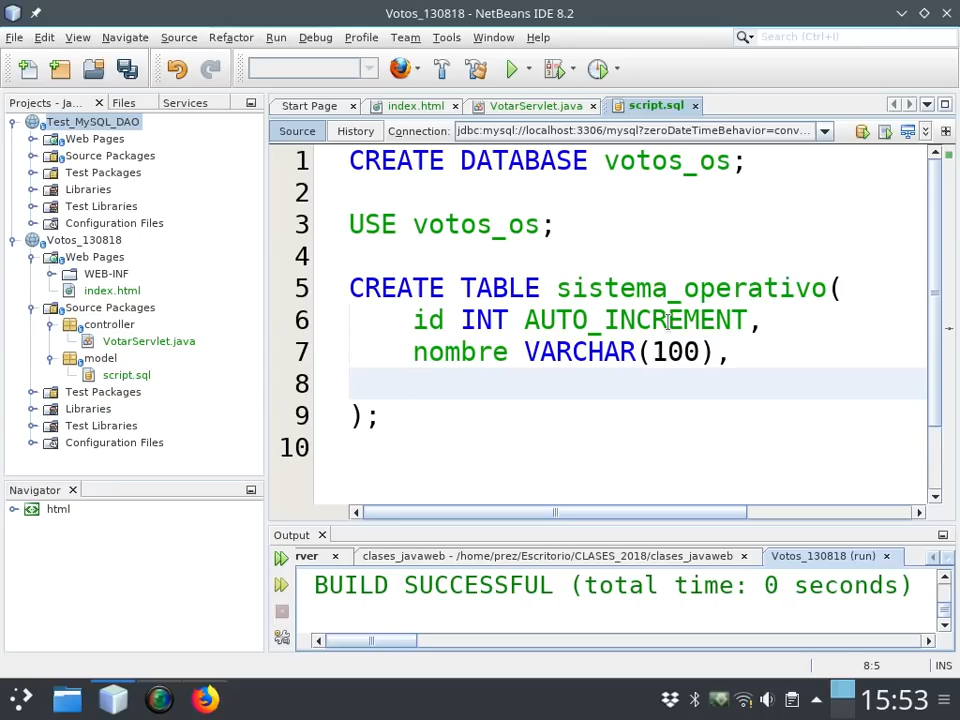 Votos_130818 - NetBeans IDE 8.2
File Edit View Navigate Source Refactor Run Debug Profile Team Tools Window Help
Search (Ctrl+I)
Projects - Ja... Files Services
Start Page index.html VotarServlet.java script.sql
Source History Connection: jdbc:mysql://localhost:3306/mysql?zeroDateTimeBehavior=conv...
Test_MySQL_DAO
Web Pages
Source Packages
Test Packages
Libraries
Test Libraries
Configuration Files
Votos_130818
Web Pages
WEB-INF
index.html
Source Packages
controller
VotarServlet.java
model
script.sql
Test Packages
Libraries
Test Libraries
Configuration Files
1 CREATE DATABASE votos_os;
2
3 USE votos_os;
4
5 CREATE TABLE sistema_operativo(
6 id INT AUTO_INCREMENT,
7 nombre VARCHAR(100),
8
9 );
10
Navigator
html
Output
rver clases_javaweb - /home/prez/Escritorio/CLASES_2018/clases_javaweb Votos_130818 (run)
BUILD SUCCESSFUL (total time: 0 seconds)
8:5 INS
15:53